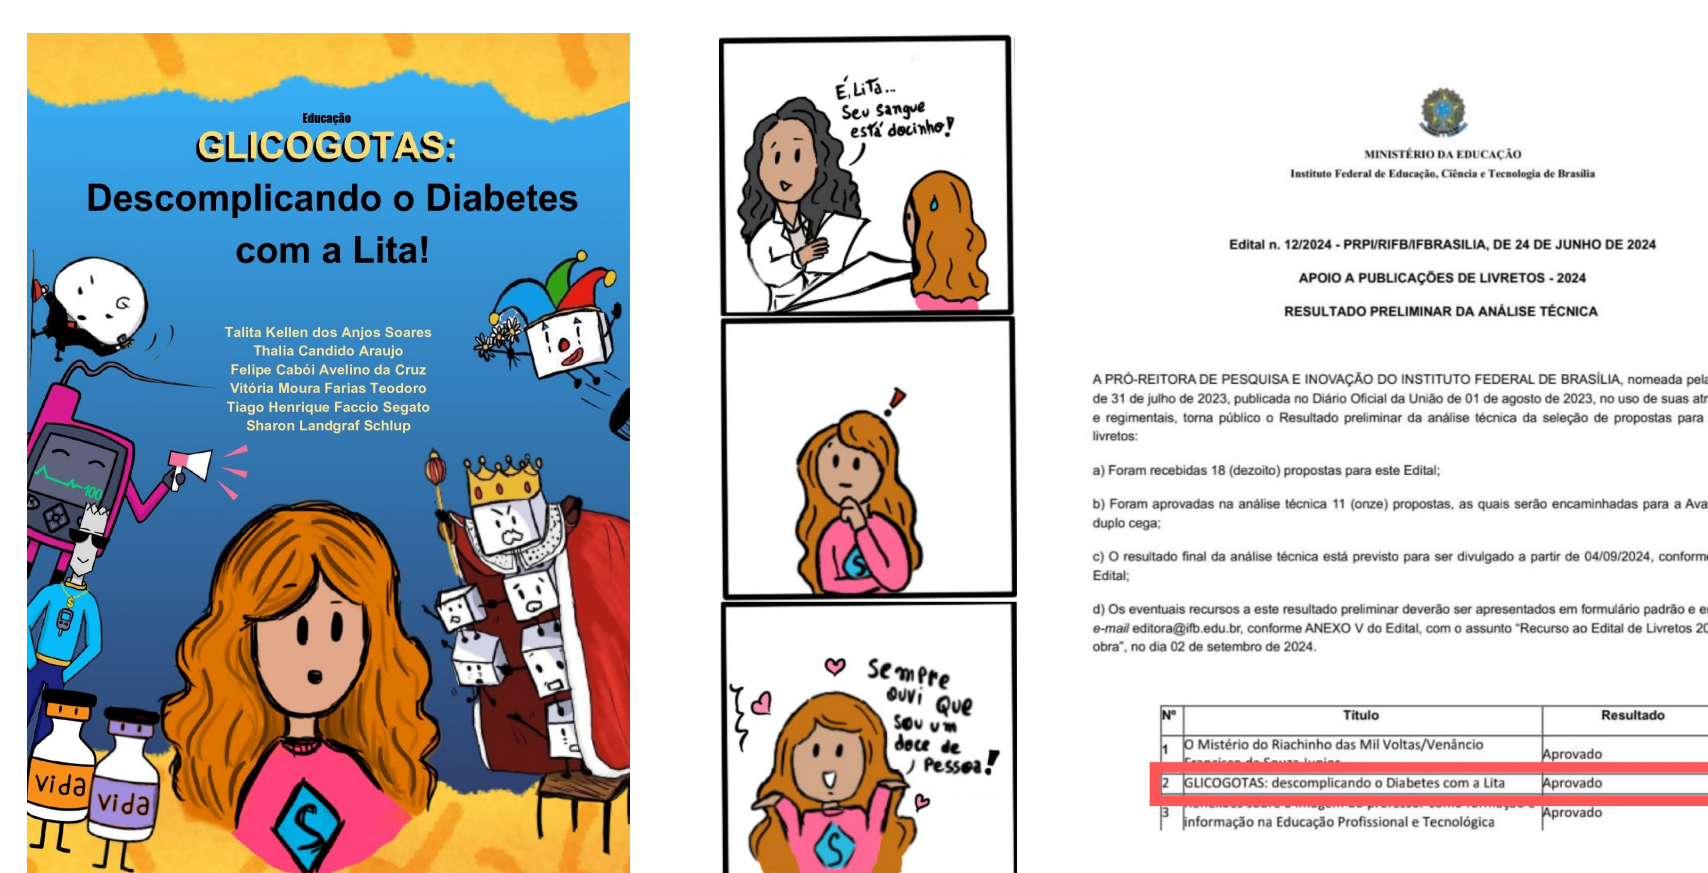 Educação
GLICOGOTAS:
Descomplicando o Diabetes
com a Lita!
G
Talita Kellen dos Anjos Soares
Thalia Candido Araujo
Felipe Cabói Avelino da Cruz
Vitória Moura Farias Teodoro
Tiago Henrique Faccio Segato
Sharon Landgraf Schlup
100
vida
vida
S
É, Lita...
Seu sangue
está docinho!
!
Sempre
ouvi que
sou um
doce de
pessoa!
S
MINISTÉRIO DA EDUCAÇÃO
Instituto Federal de Educação, Ciência e Tecnologia de Brasília
Edital n. 12/2024 - PRPI/RIFB/IFBRASILIA, DE 24 DE JUNHO DE 2024
APOIO A PUBLICAÇÕES DE LIVRETOS - 2024
RESULTADO PRELIMINAR DA ANÁLISE TÉCNICA
A PRÓ-REITORA DE PESQUISA E INOVAÇÃO DO INSTITUTO FEDERAL DE BRASÍLIA, nomeada pela
de 31 de julho de 2023, publicada no Diário Oficial da União de 01 de agosto de 2023, no uso de suas atr
e regimentais, torna público o Resultado preliminar da análise técnica da seleção de propostas para
livretos:
a) Foram recebidas 18 (dezoito) propostas para este Edital;
b) Foram aprovadas na análise técnica 11 (onze) propostas, as quais serão encaminhadas para a Ava
duplo cega;
c) O resultado final da análise técnica está previsto para ser divulgado a partir de 04/09/2024, conforme
Edital;
d) Os eventuais recursos a este resultado preliminar deverão ser apresentados em formulário padrão e e
e-mail editora@ifb.edu.br, conforme ANEXO V do Edital, com o assunto “Recurso ao Edital de Livretos 20
obra”, no dia 02 de setembro de 2024.
Nº Título Resultado
1 O Mistério do Riachinho das Mil Voltas/Venâncio
Francisco de Souza Junior Aprovado
2 GLICOGOTAS: descomplicando o Diabetes com a Lita Aprovado
3 informação na Educação Profissional e Tecnológica Aprovado